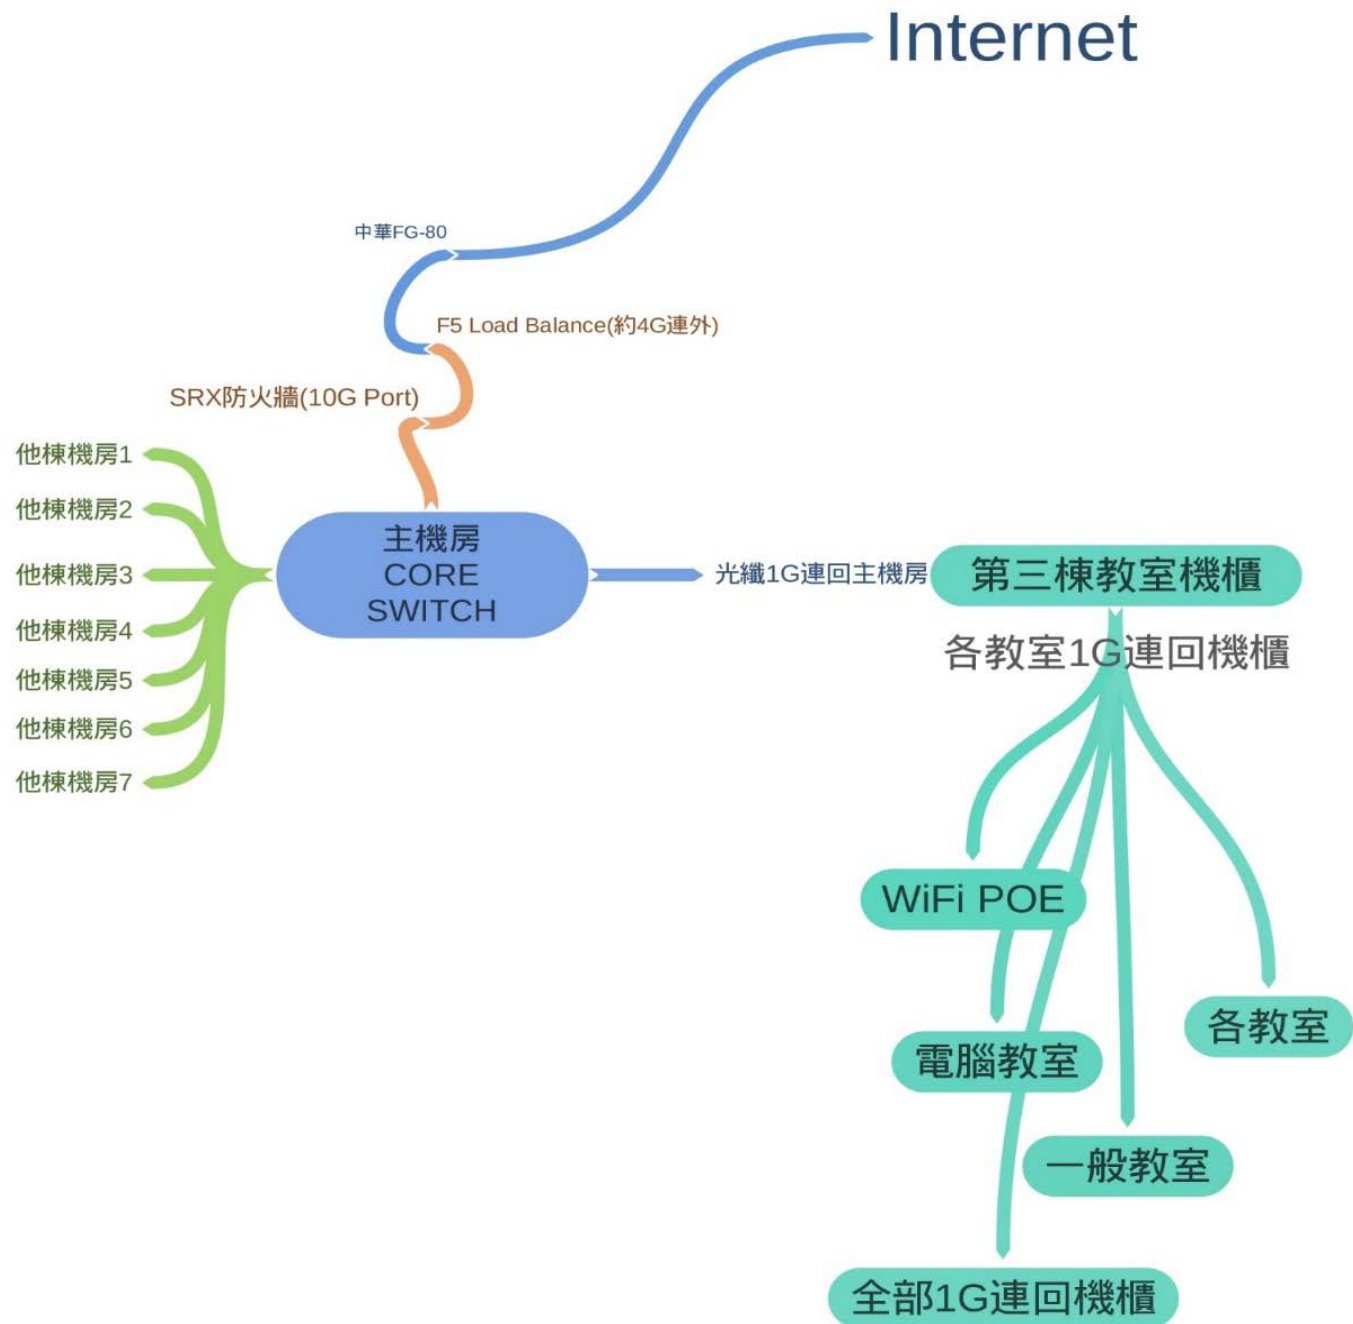 Internet
中華FG-80
F5 Load Balance(約4G連外)
SRX防火牆(10G Port)
他棟機房1
他棟機房2
他棟機房3
他棟機房4
他棟機房5
他棟機房6
他棟機房7
主機房
CORE
SWITCH
光纖1G連回主機房
第三棟教室機櫃
各教室1G連回機櫃
WiFi POE
各教室
電腦教室
一般教室
全部1G連回機櫃